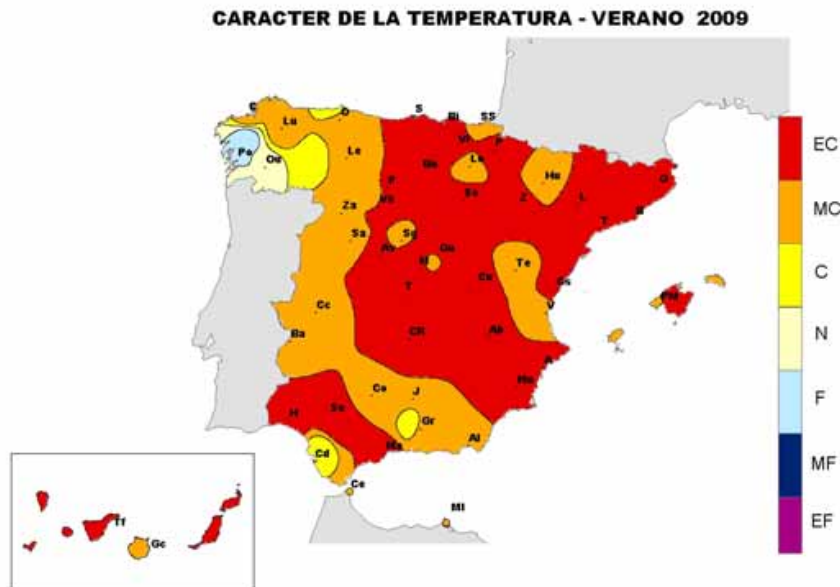 CARACTER DE LA TEMPERATURA - VERANO 2009
C
O
S
Bi
SS
Lu
Vi
P
Po
Ou
Le
Bu
Lo
Hu
G
P
Va
So
Z
L
B
Za
T
Sa
Sg
Av
Gu
M
Te
Cu
T
Cs
Cc
V
PM
Ba
CR
Ab
A
Co
J
Mu
H
Se
Gr
Ma
Al
Cd
Ce
Ml
Tf
Gc
EC
MC
C
N
F
MF
EF